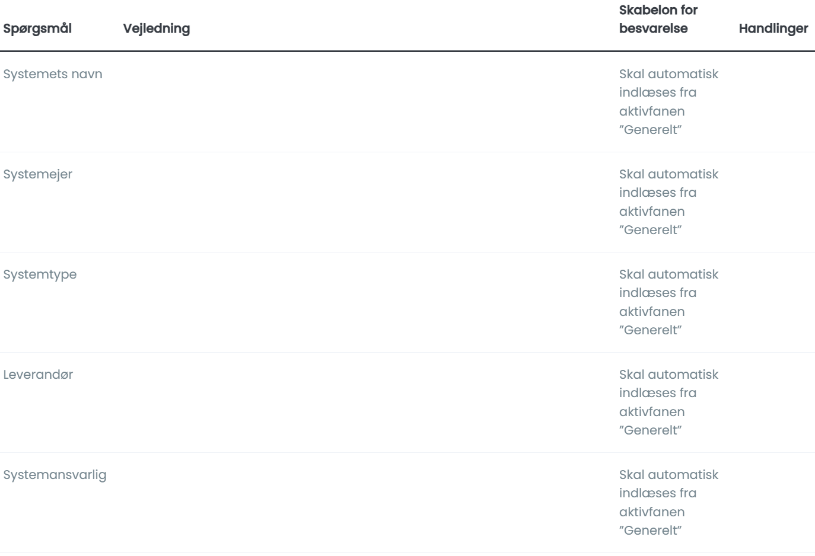 Skabelon for
Spørgsmål Vejledning besvarelse Handlinger
Systemets navn Skal automatisk
indlæses fra
aktivfanen
"Generelt"
Systemejer Skal automatisk
indlæses fra
aktivfanen
"Generelt"
Systemtype Skal automatisk
indlæses fra
aktivfanen
"Generelt"
Leverandør Skal automatisk
indlæses fra
aktivfanen
"Generelt"
Systemansvarlig Skal automatisk
indlæses fra
aktivfanen
"Generelt"